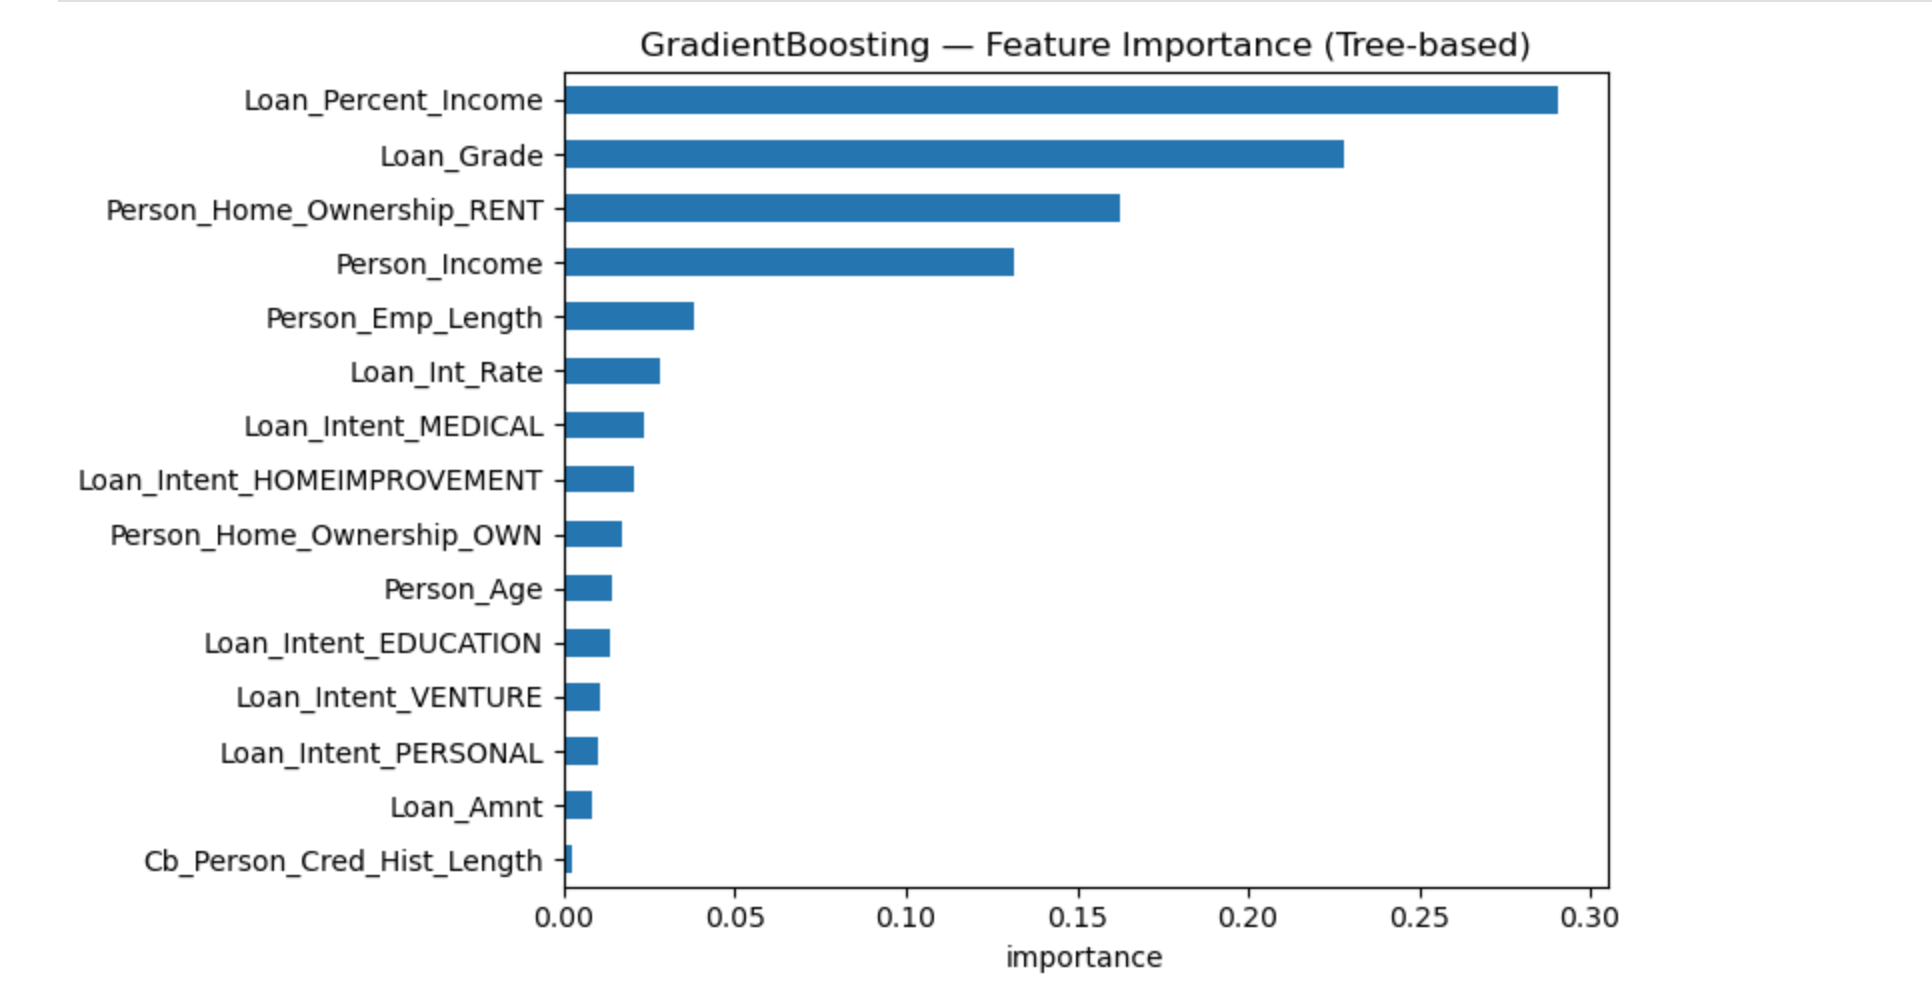 GradientBoosting — Feature Importance (Tree-based)
Loan_Percent_Income
Loan_Grade
Person_Home_Ownership_RENT
Person_Income
Person_Emp_Length
Loan_Int_Rate
Loan_Intent_MEDICAL
Loan_Intent_HOMEIMPROVEMENT
Person_Home_Ownership_OWN
Person_Age
Loan_Intent_EDUCATION
Loan_Intent_VENTURE
Loan_Intent_PERSONAL
Loan_Amnt
Cb_Person_Cred_Hist_Length
0.00 0.05 0.10 0.15 0.20 0.25 0.30
importance